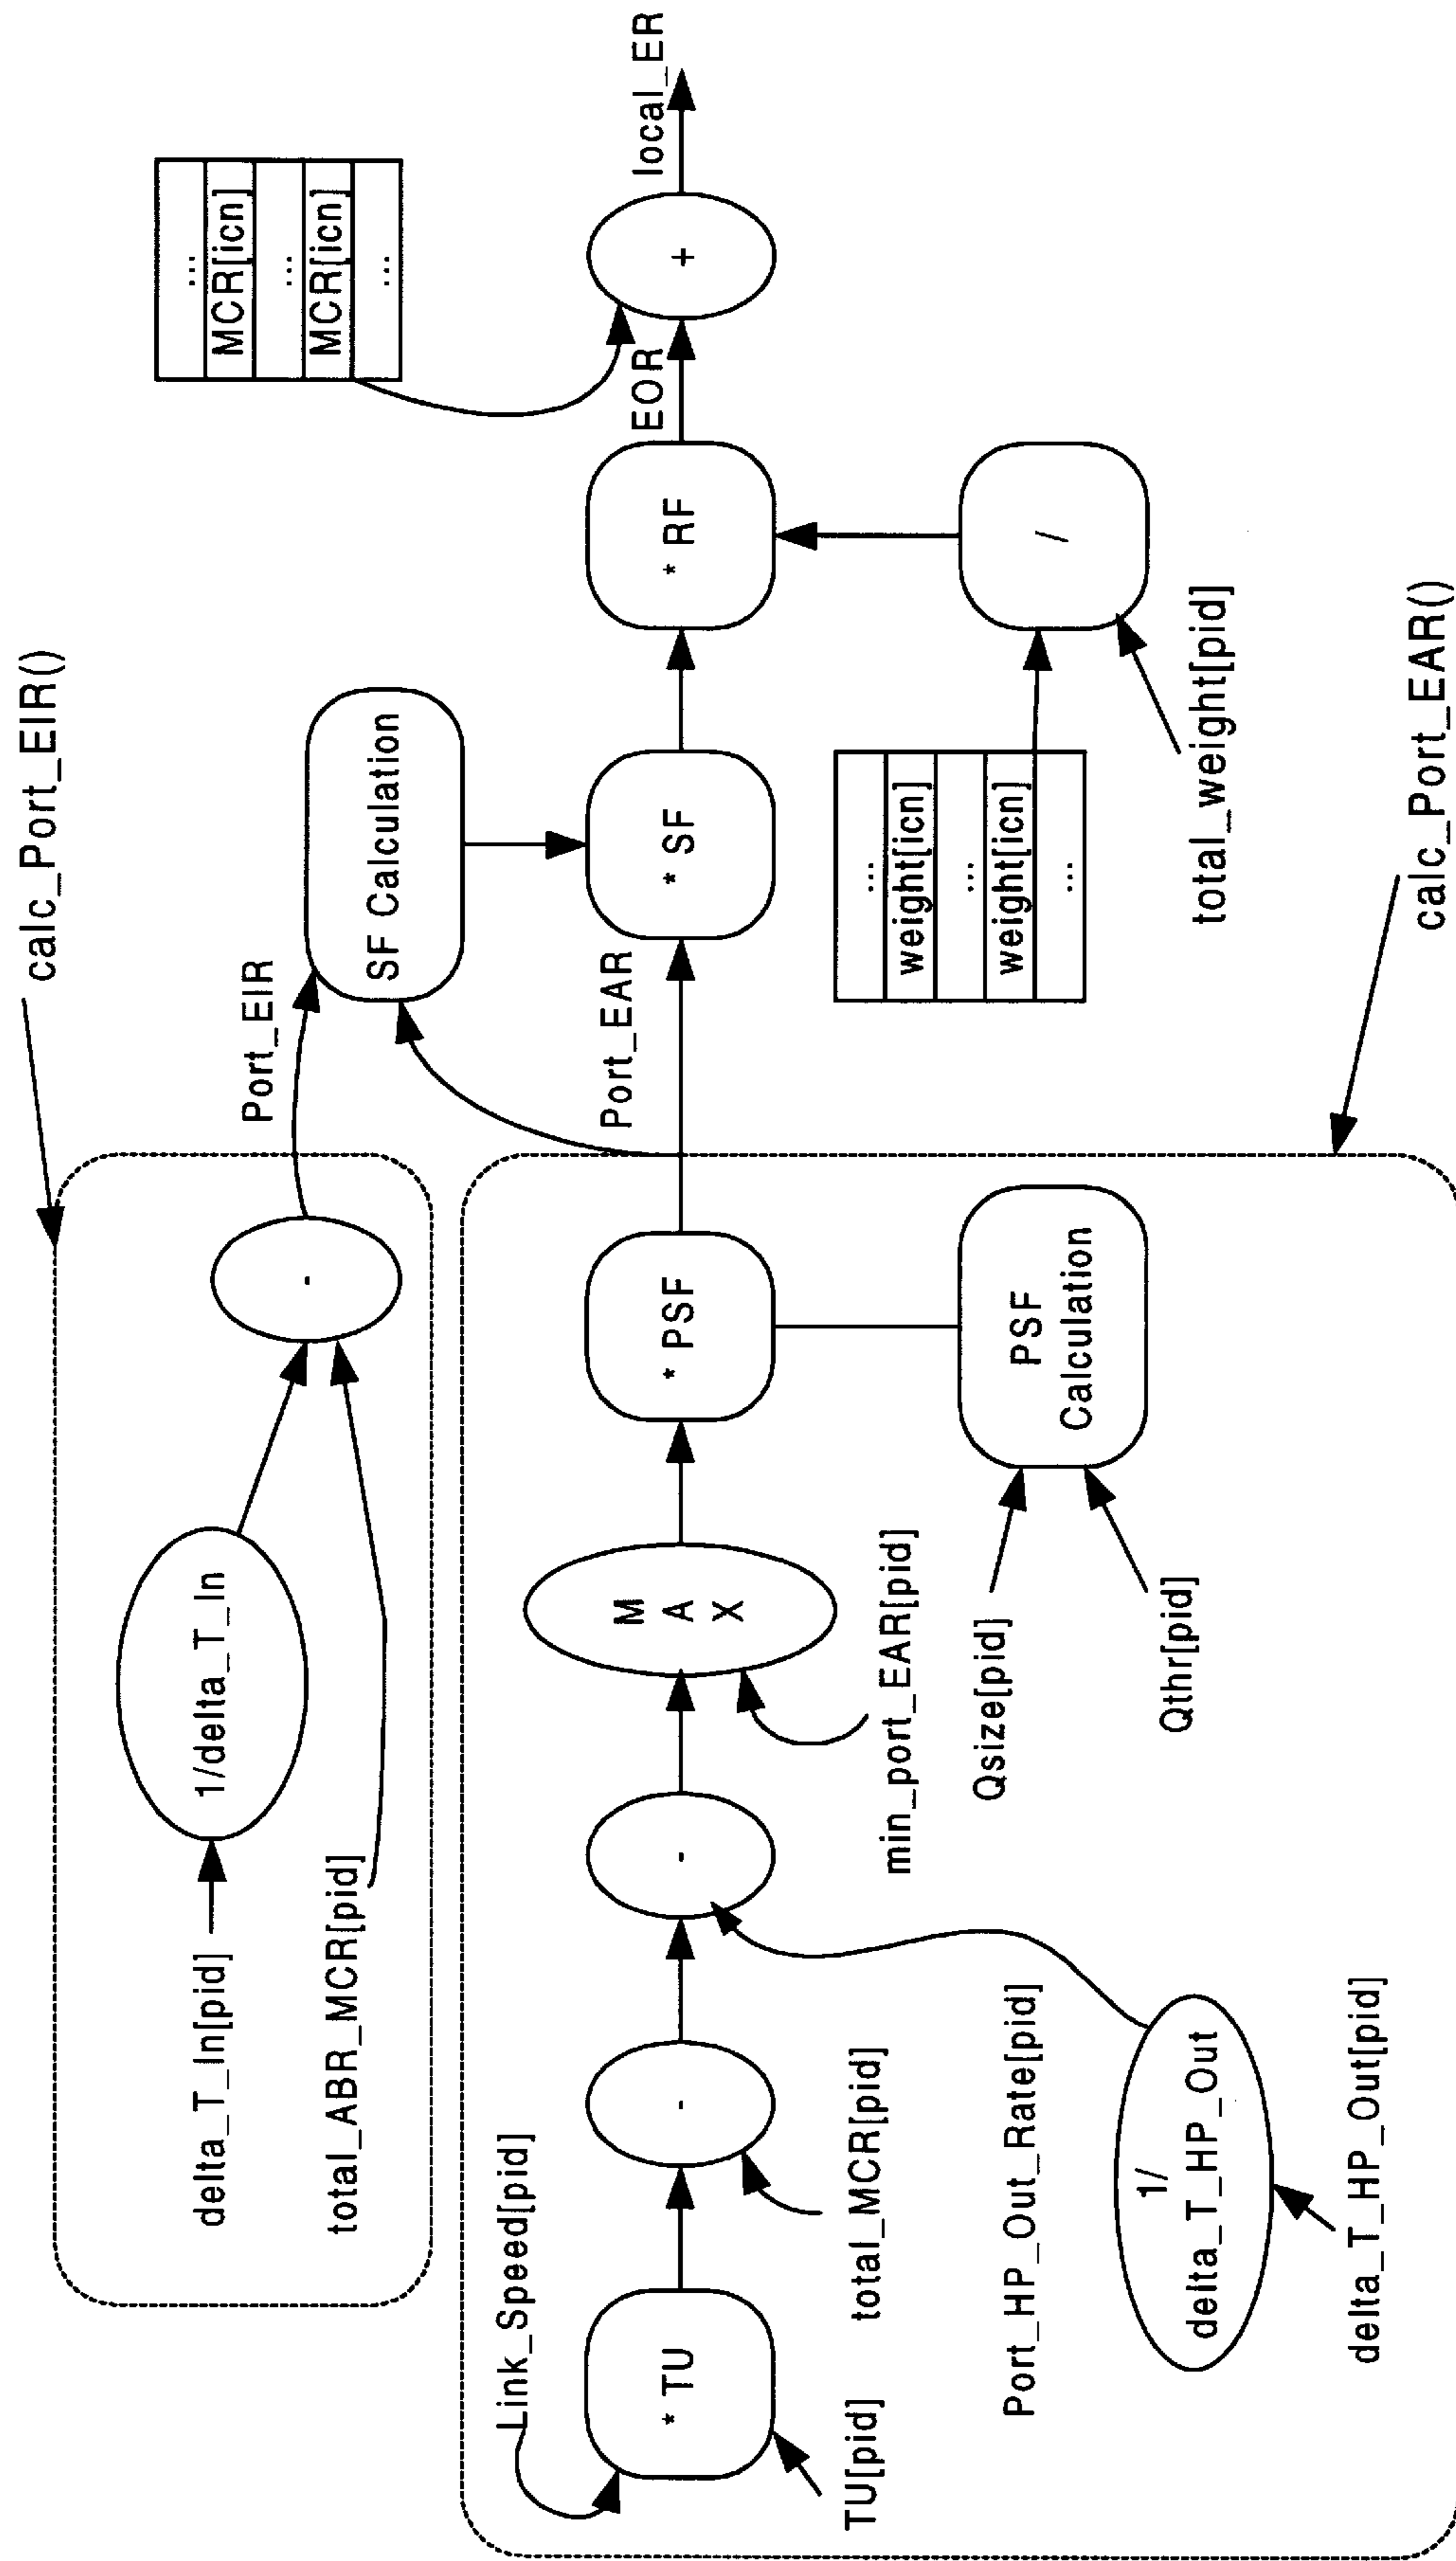 calc_Port_EIR()
delta_T_In[pid]
1/delta_T_In
-
Port_EIR
total_ABR_MCR[pid]
SF Calculation
...
MCR[icn]
...
MCR[icn]
...
Link_Speed[pid]
* TU
TU[pid]
-
total_MCR[pid]
-
Port_HP_Out_Rate[pid]
1/
delta_T_HP_Out
delta_T_HP_Out[pid]
M
A
X
min_port_EAR[pid]
* PSF
PSF
Calculation
Qsize[pid]
Qthr[pid]
Port_EAR
* SF
* RF
EOR
+
local_ER
...
weight[icn]
...
weight[icn]
...
/
total_weight[pid]
calc_Port_EAR()